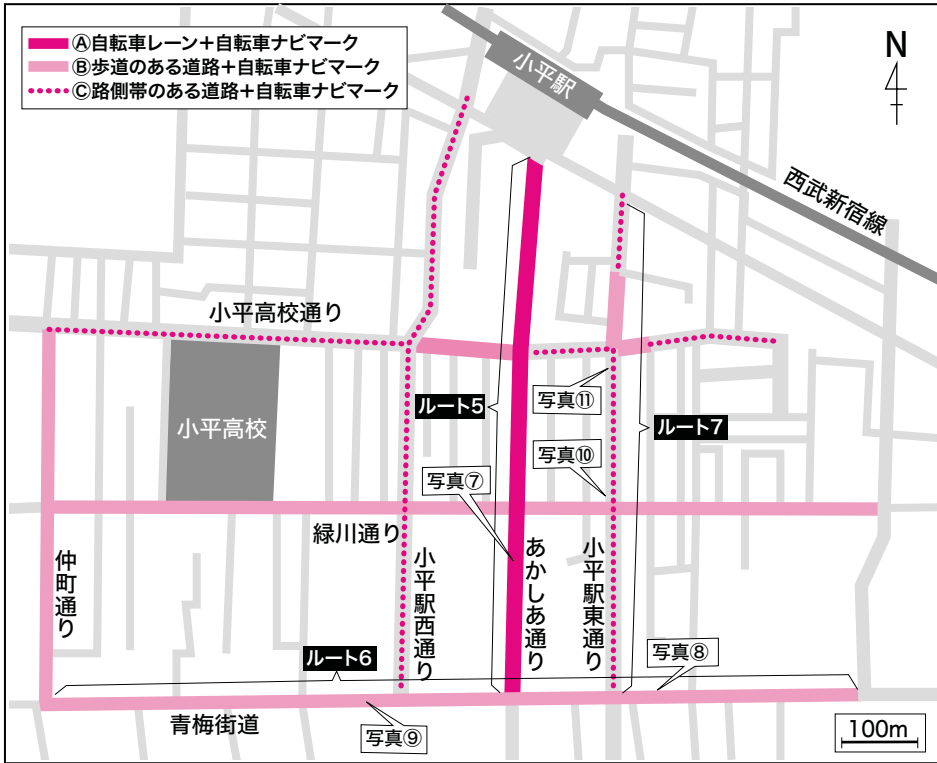 Ⓐ自転車レーン+自転車ナビマーク
Ⓑ歩道のある道路+自転車ナビマーク
Ⓒ路側帯のある道路+自転車ナビマーク
小平駅
N
西武新宿線
小平高校通り
小平高校
ルート5
写真⑪
ルート7
写真⑩
写真⑦
緑川通り
仲町通り
小平駅西通り
あかしあ通り
小平駅東通り
ルート6
写真⑧
青梅街道
写真⑨
100m